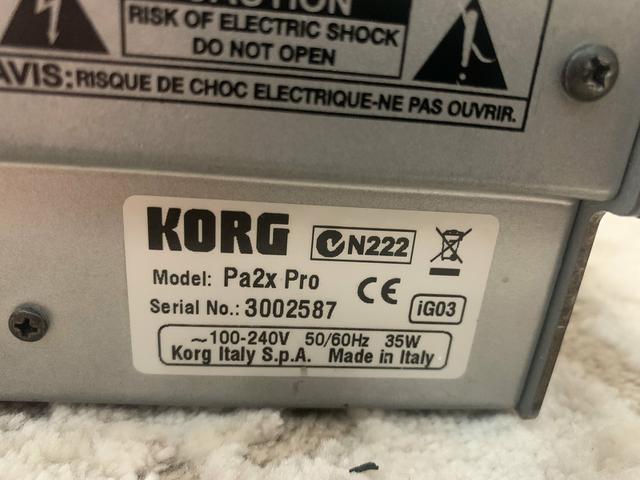 CAUTION
RISK OF ELECTRIC SHOCK
DO NOT OPEN
AVIS: RISQUE DE CHOC ELECTRIQUE-NE PAS OUVRIR.
KORG N222
Model: Pa2x Pro CE
Serial No.: 3002587 iG03
~100-240V 50/60Hz 35W
Korg Italy S.p.A. Made in Italy